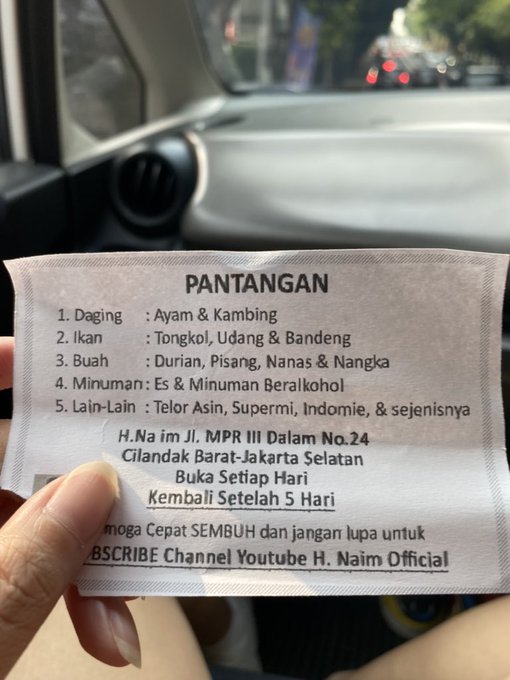 PANTANGAN
1. Daging : Ayam & Kambing
2. Ikan : Tongkol, Udang & Bandeng
3. Buah : Durian, Pisang, Nanas & Nangka
4. Minuman : Es & Minuman Beralkohol
5. Lain-Lain : Telor Asin, Supermi, Indomie, & sejenisnya
H.Na im Jl. MPR III Dalam No.24
Cilandak Barat-Jakarta Selatan
Buka Setiap Hari
Kembali Setelah 5 Hari
Cepat SEMBUH dan jangan lupa untuk
Channel Youtube H. Naim Official